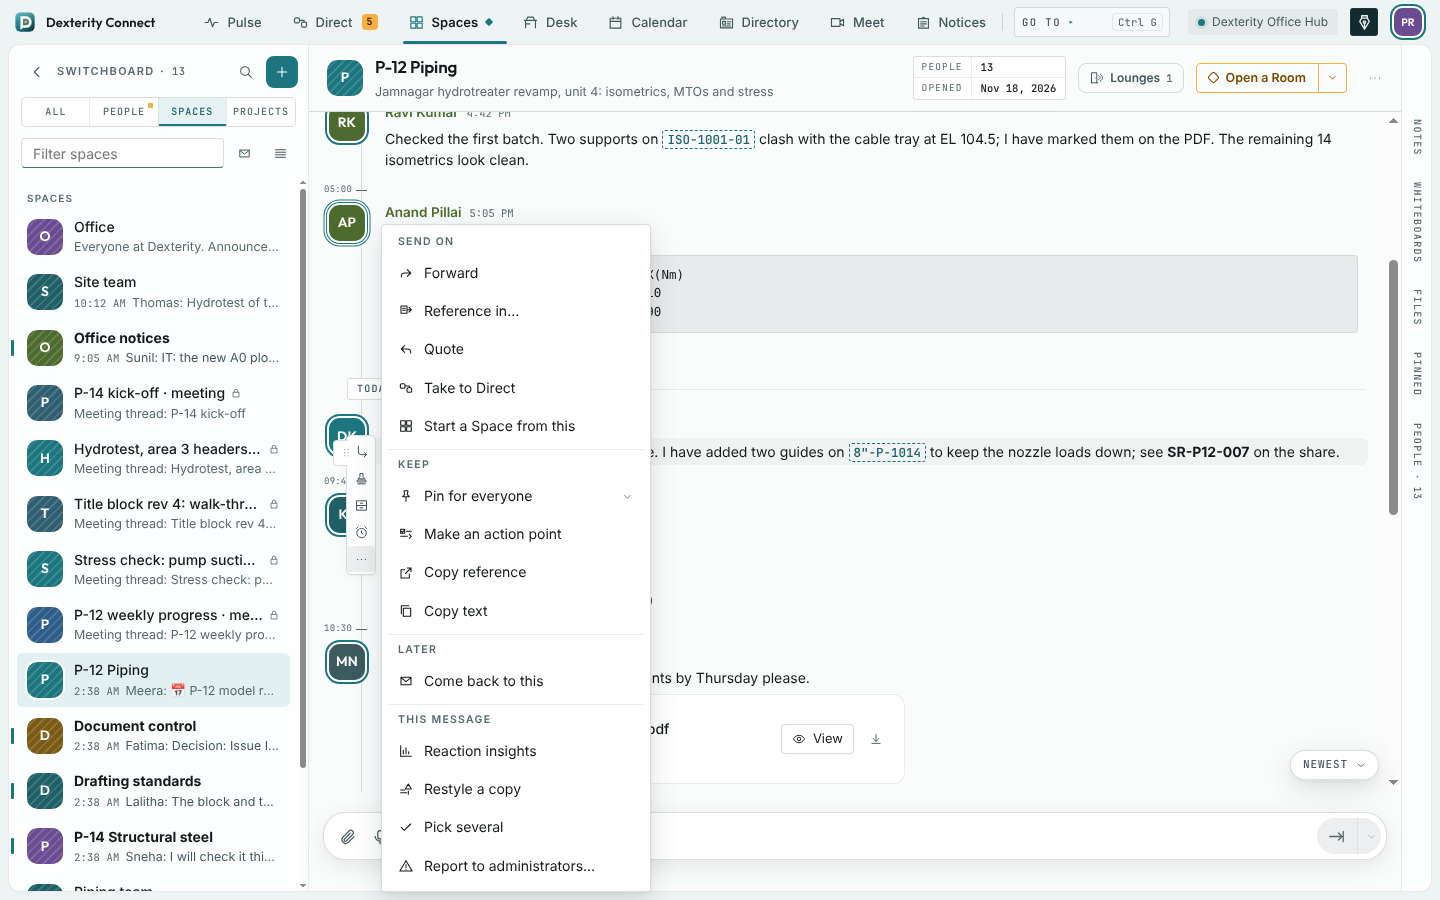 Dexterity Connect
Pulse
Direct 5
Spaces
Desk
Calendar
Directory
Meet
Notices
GO TO
Ctrl G
Dexterity Office Hub
PR
SWITCHBOARD · 13
ALL
PEOPLE
SPACES
PROJECTS
Filter spaces
SPACES
O
Office
Everyone at Dexterity. Announce...
S
Site team
10:12 AM Thomas: Hydrotest of t...
O
Office notices
9:05 AM Sunil: IT: the new A0 plo...
P
P-14 kick-off · meeting
Meeting thread: P-14 kick-off
H
Hydrotest, area 3 headers...
Meeting thread: Hydrotest, area ...
T
Title block rev 4: walk-thr...
Meeting thread: Title block rev 4...
S
Stress check: pump sucti...
Meeting thread: Stress check: p...
P
P-12 weekly progress · me...
Meeting thread: P-12 weekly pro...
P
P-12 Piping
2:38 AM Meera: 📅 P-12 model r...
D
Document control
2:38 AM Fatima: Decision: Issue I...
D
Drafting standards
2:38 AM Lalitha: The block and t...
P
P-14 Structural steel
2:38 AM Sneha: I will check it thi...
Piping team
P
P-12 Piping
Jamnagar hydrotreater revamp, unit 4: isometrics, MTOs and stress
PEOPLE 13
OPENED Nov 18, 2026
Lounges 1
Open a Room
RK
Ravi Kumar 4:42 PM
Checked the first batch. Two supports on ISO-1001-01 clash with the cable tray at EL 104.5; I have marked them on the PDF. The remaining 14
isometrics look clean.
05:00
AP
Anand Pillai 5:05 PM
X(Nm)
SEND ON
Forward
Reference in...
Quote
Take to Direct
Start a Space from this
KEEP
Pin for everyone
Make an action point
Copy reference
Copy text
LATER
Come back to this
THIS MESSAGE
Reaction insights
Restyle a copy
Pick several
Report to administrators...
e. I have added two guides on 8"-P-1014 to keep the nozzle loads down; see SR-P12-007 on the share.
10:30
MN
nts by Thursday please.
View
NEWEST
NOTES
WHITEBOARDS
FILES
PINNED
PEOPLE · 13